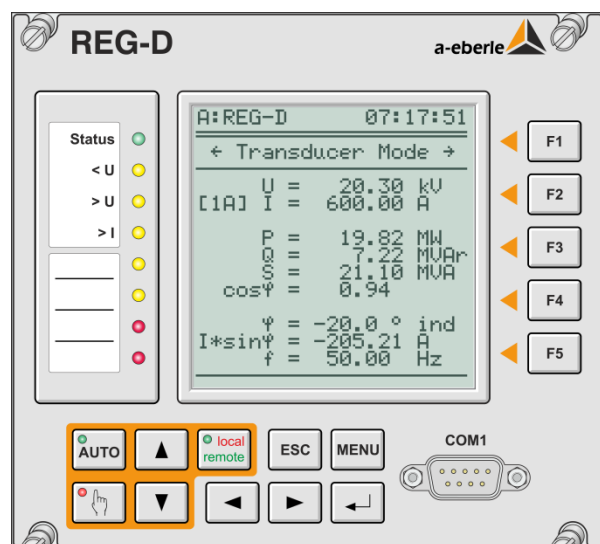 REG-D
a-eberle
Status
< U
> U
> I
A:REG-D 07:17:51
← Transducer Mode →
U = 20.30 kV
[1A] I = 600.00 A
P = 19.82 MW
Q = 7.22 MVAr
S = 21.10 MVA
cosφ = 0.94
φ = -20.0 ° ind
I*sinφ = -205.21 A
f = 50.00 Hz
F1
F2
F3
F4
F5
AUTO
local
remote
ESC
MENU
COM1